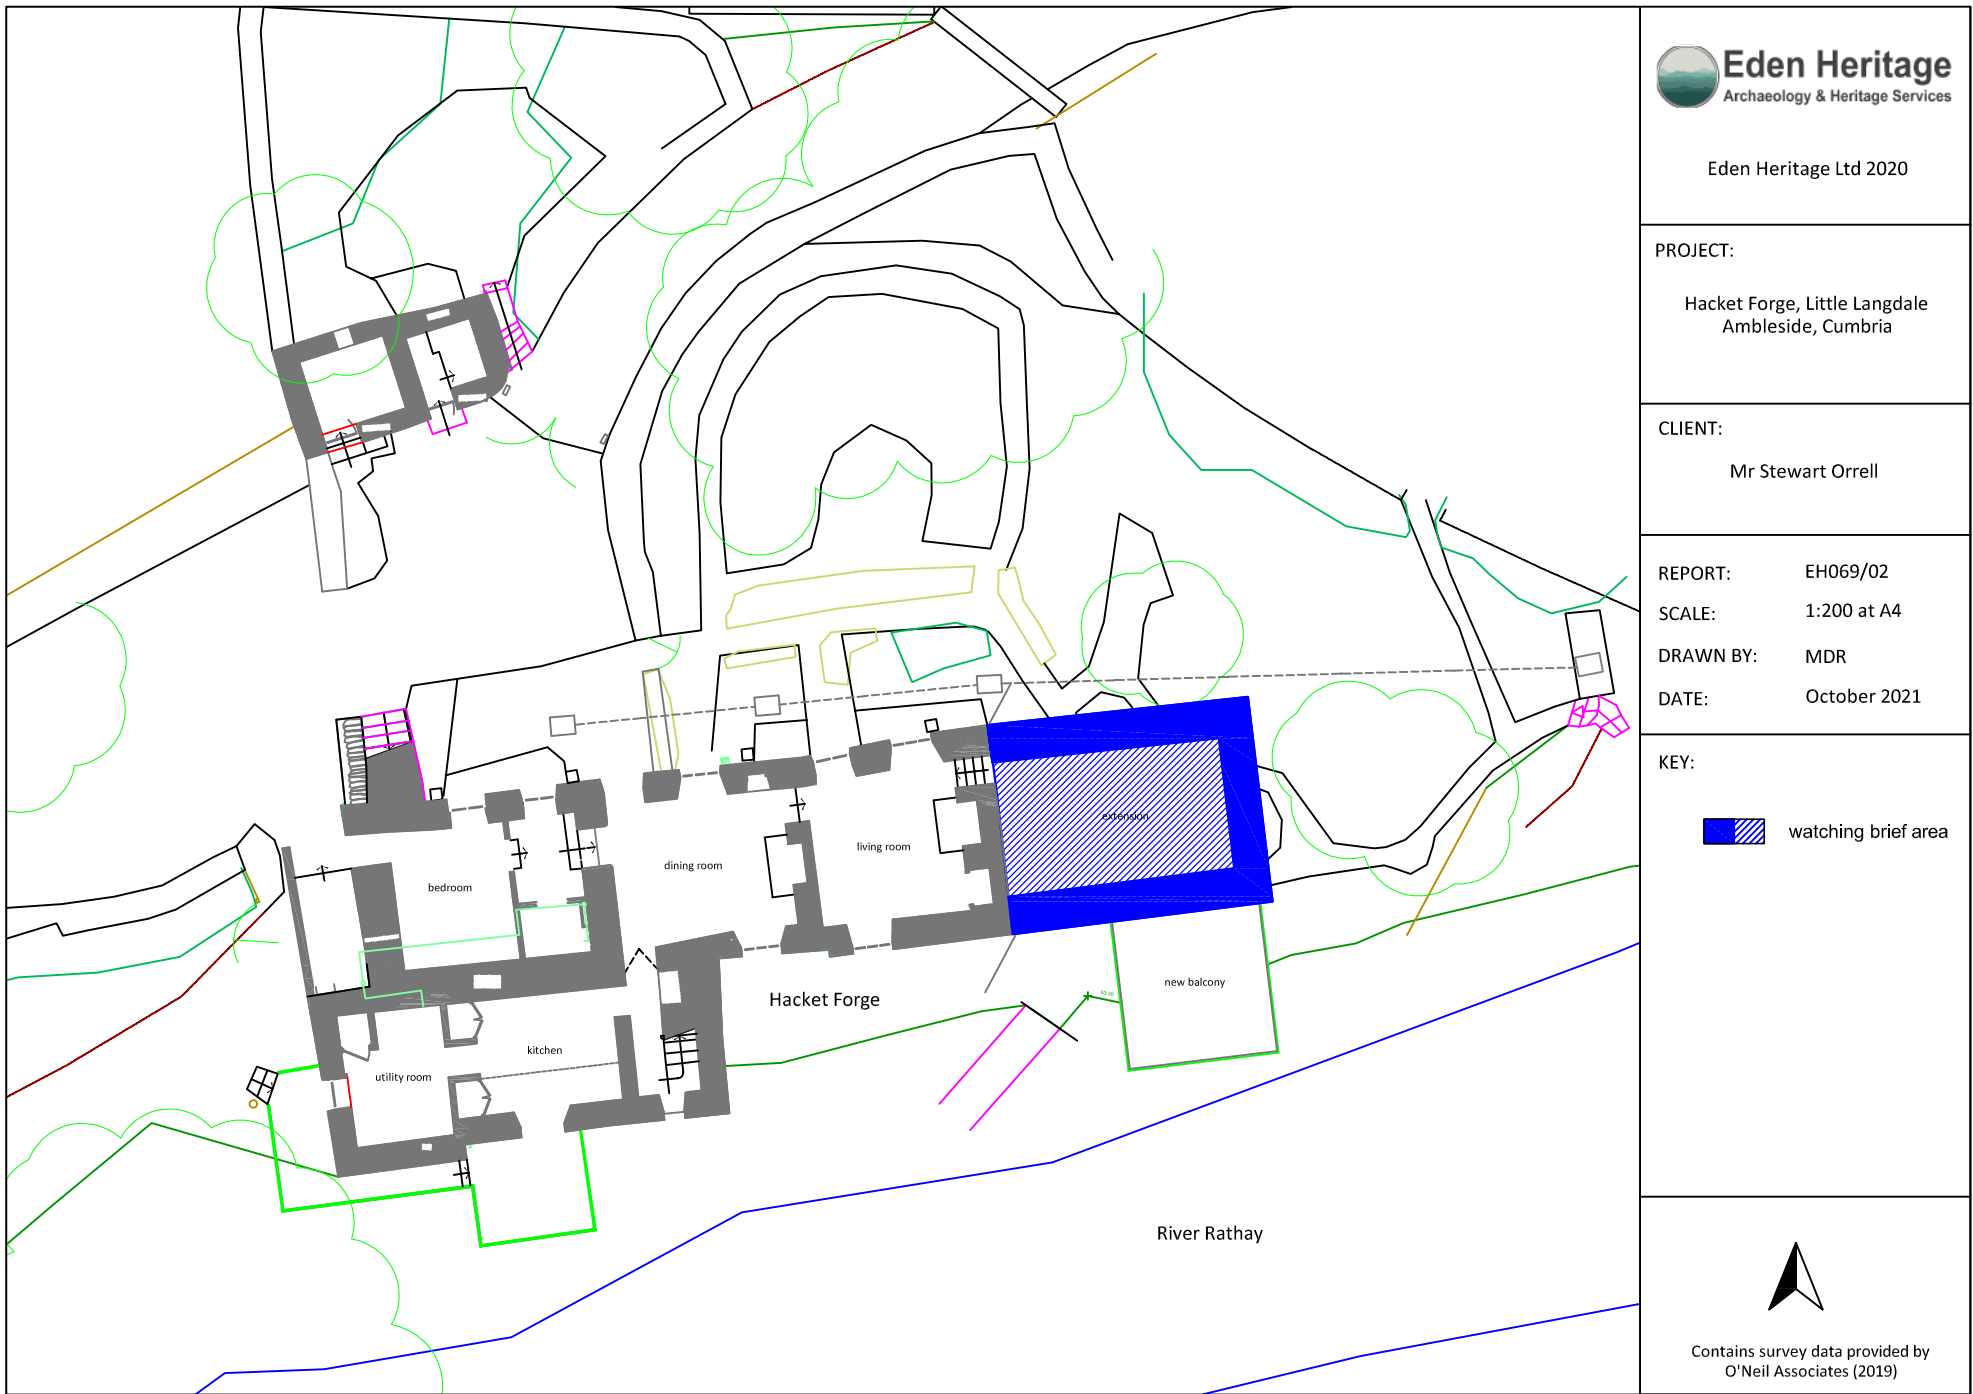 Eden Heritage
Archaeology & Heritage Services
Eden Heritage Ltd 2020
PROJECT:
Hacket Forge, Little Langdale
Ambleside, Cumbria
CLIENT:
Mr Stewart Orrell
REPORT: EH069/02
SCALE: 1:200 at A4
DRAWN BY: MDR
DATE: October 2021
KEY:
watching brief area
Contains survey data provided by
O'Neil Associates (2019)
extension
living room
dining room
bedroom
new balcony
Hacket Forge
kitchen
utility room
River Rathay